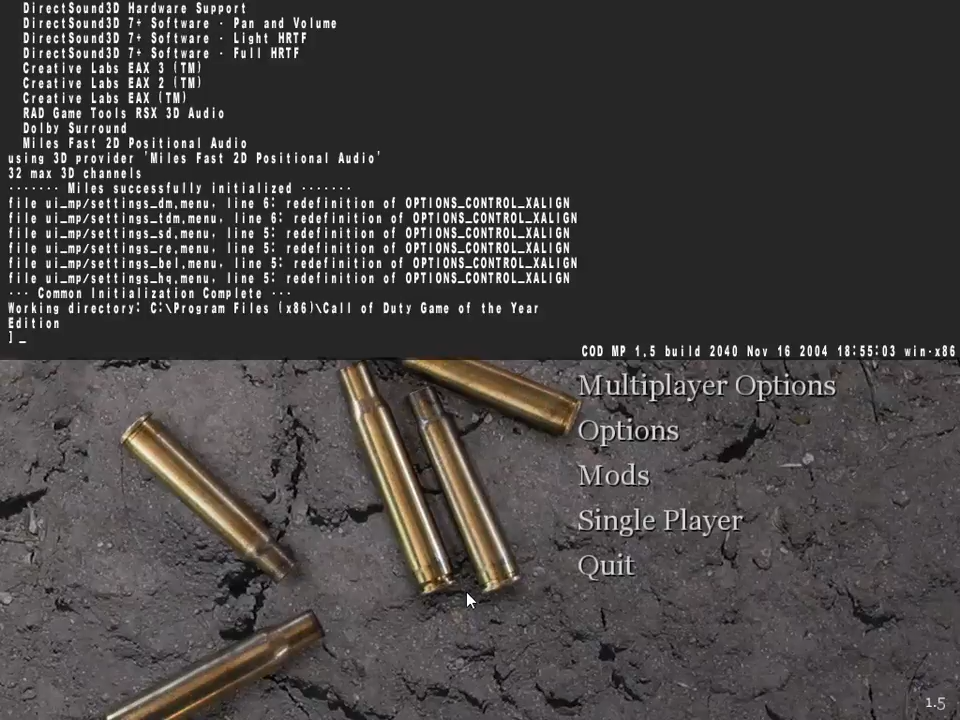 DirectSound3D Hardware Support
DirectSound3D 7+ Software - Pan and Volume
DirectSound3D 7+ Software - Light HRTF
DirectSound3D 7+ Software - Full HRTF
Creative Labs EAX 3 (TM)
Creative Labs EAX 2 (TM)
Creative Labs EAX (TM)
RAD Game Tools RSX 3D Audio
Dolby Surround
Miles Fast 2D Positional Audio
using 3D provider 'Miles Fast 2D Positional Audio'
32 max 3D channels
------- Miles successfully initialized -------
file ui_mp/settings_dm.menu, line 6: redefinition of OPTIONS_CONTROL_XALIGN
file ui_mp/settings_tdm.menu, line 6: redefinition of OPTIONS_CONTROL_XALIGN
file ui_mp/settings_sd.menu, line 5: redefinition of OPTIONS_CONTROL_XALIGN
file ui_mp/settings_re.menu, line 5: redefinition of OPTIONS_CONTROL_XALIGN
file ui_mp/settings_bel.menu, line 5: redefinition of OPTIONS_CONTROL_XALIGN
file ui_mp/settings_hq.menu, line 5: redefinition of OPTIONS_CONTROL_XALIGN
--- Common Initialization Complete ---
Working directory: C:\Program Files (x86)\Call of Duty Game of the Year
Edition
]_
COD MP 1.5 build 2040 Nov 16 2004 18:55:03 win-x86
Multiplayer Options
Options
Mods
Single Player
Quit
1.5